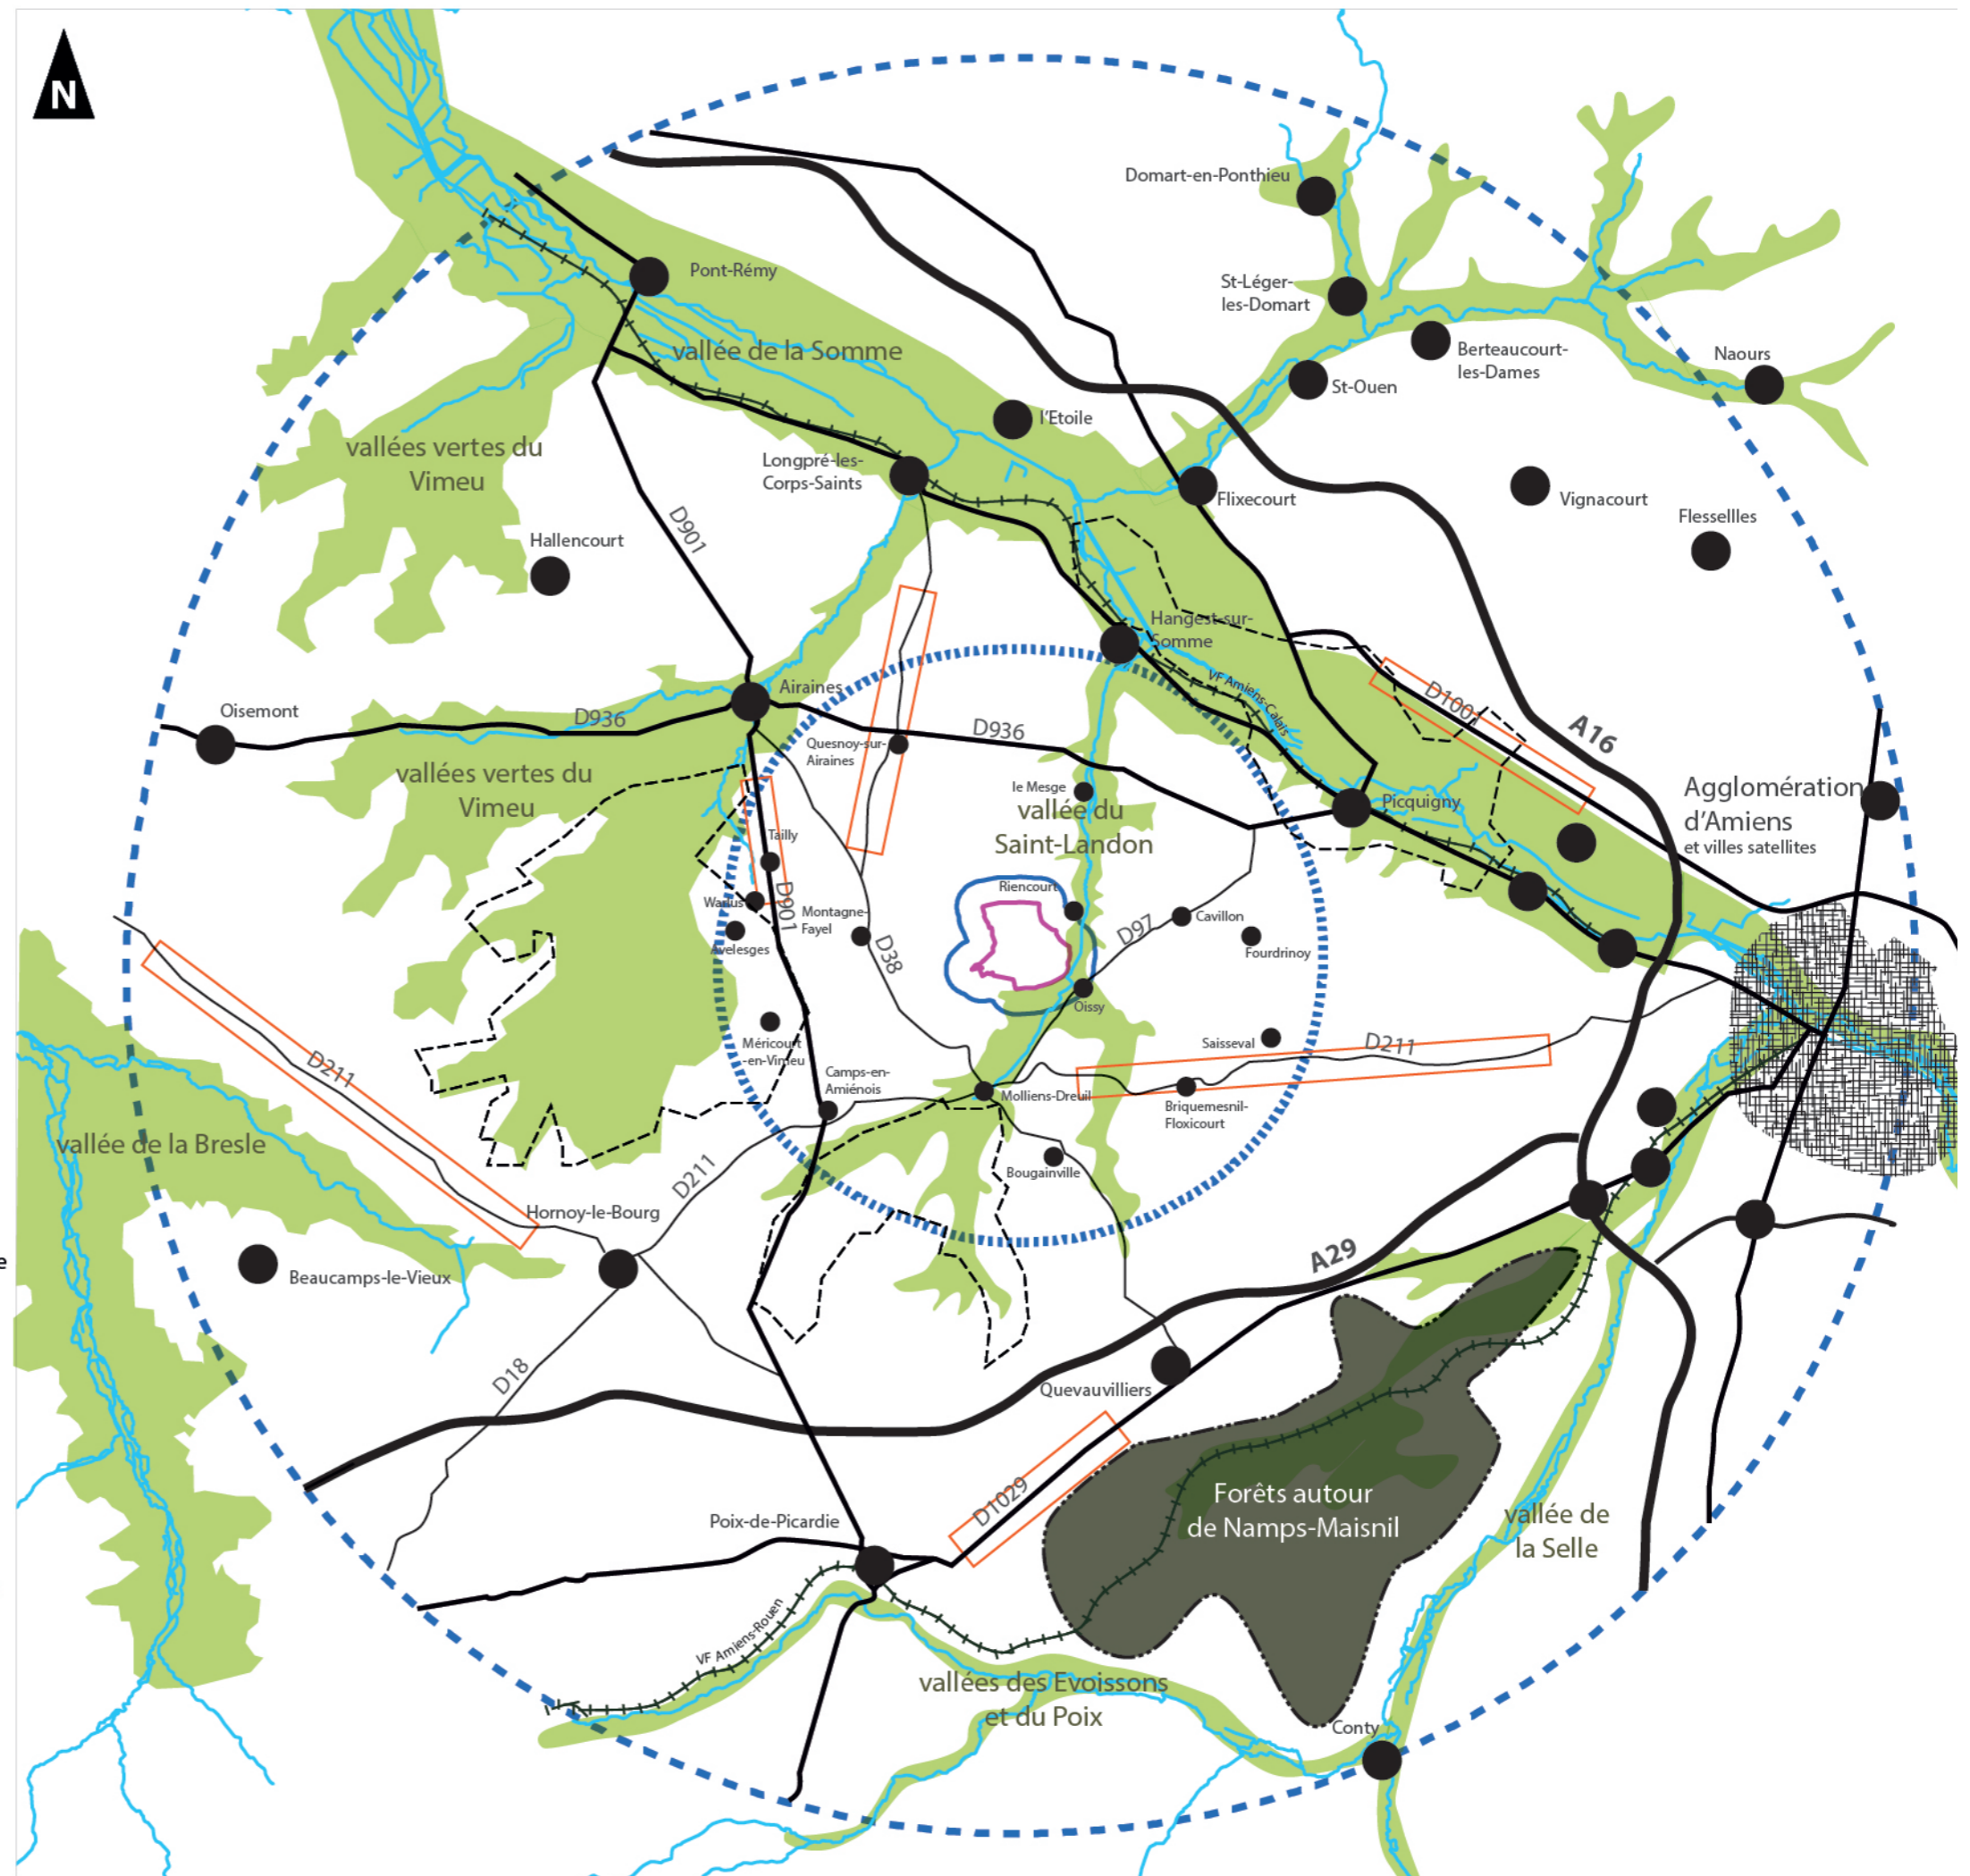 N
Domart-en-Ponthieu
Pont-Rémy
St-Léger-
les-Domart
vallée de la Somme
Berteaucourt-
les-Dames
Naours
St-Ouen
l'Etoile
vallées vertes du
Vimeu
Longpré-les-
Corps-Saints
Flixecourt
Vignacourt
Flessellles
D901
Hallencourt
Hangest-sur-
Somme
VF Amiens-Calais
Airaines
Oisemont
D936
D936
Quesnoy-sur-
Airaines
D1001
A16
vallées vertes du
Vimeu
le Mesge
vallée du
Saint-Landon
Picquigny
Agglomération
d'Amiens
et villes satellites
Tailly
Riencourt
Warlus
D901
Montagne-
Fayel
Avelesges
D38
D97
Cavillon
Fourdrinoy
Oissy
Méricourt
-en-Vimeu
Saisseval
D211
D211
Camps-en-
Amiénois
Molliens-Dreuil
Briquemesnil-
Floxicourt
vallée de la Bresle
D211
Bougainville
Hornoy-le-Bourg
A29
e
Beaucamps-le-Vieux
D18
Quevauvilliers
D1029
Forêts autour
de Namps-Maisnil
vallée de
la Selle
Poix-de-Picardie
VF Amiens-Rouen
vallées des Evoissons
et du Poix
Conty